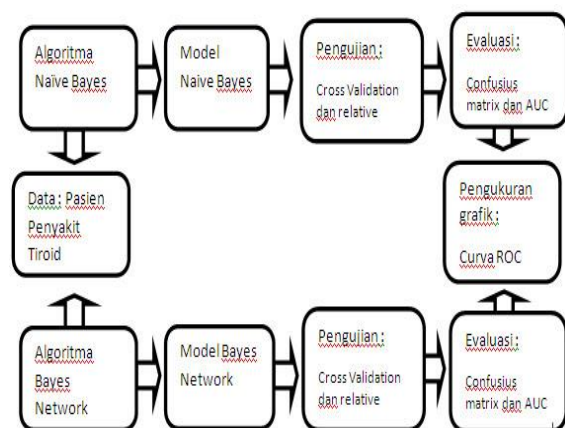 Algoritma
Naïve Bayes
Model
Naive Bayes
Pengujian :
Cross Validation
dan relative
Evaluasi :
Confusius
matrix dan AUC
Data : Pasien
Penyakit
Tiroid
Pengukuran
grafik :
Curva ROC
Algoritma
Bayes
Network
Model Bayes
Network
Pengujian :
Cross Validation
dan relative
Evaluasi :
Confusius
matrix dan AUC